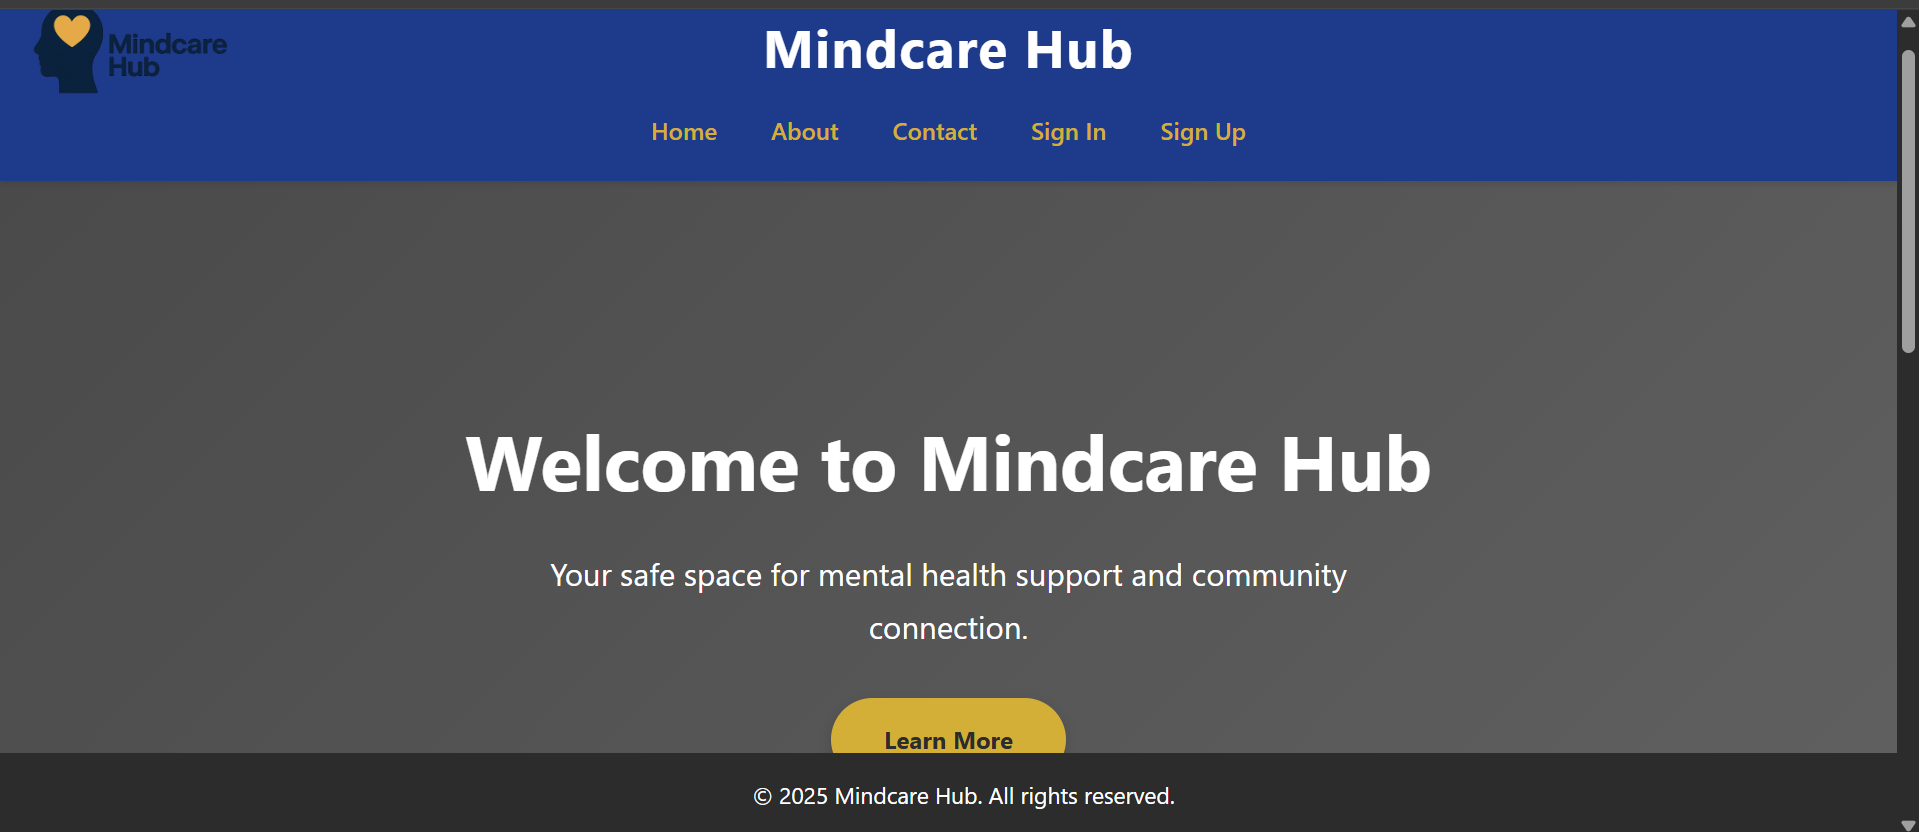 Mindcare
Hub
Mindcare Hub
Home About Contact Sign In Sign Up
Welcome to Mindcare Hub
Your safe space for mental health support and community
connection.
Learn More
© 2025 Mindcare Hub. All rights reserved.